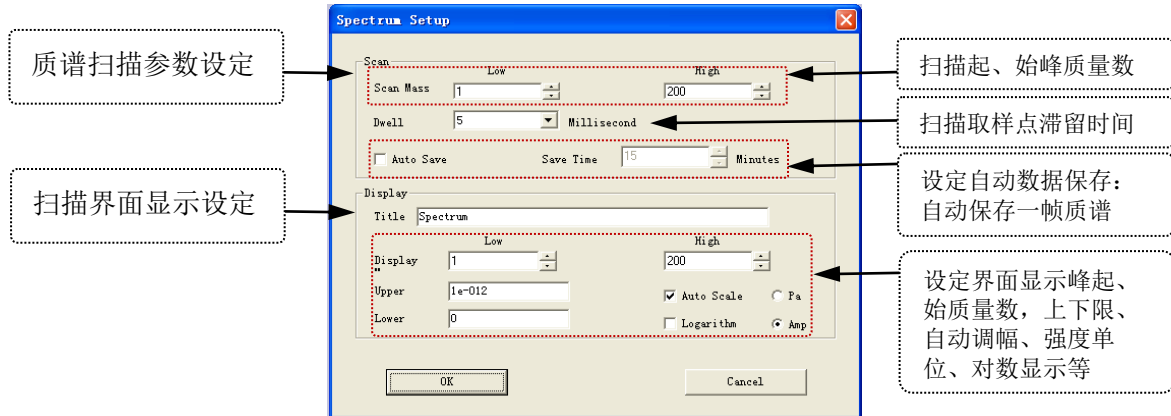 Spectrum Setup
质谱扫描参数设定
Scan
Low High
Scan Mass 1 200
扫描起、始峰质量数
Dwell 5 Millisecond
扫描取样点滞留时间
Auto Save Save Time 15 Minutes
设定自动数据保存：
自动保存一帧质谱
扫描界面显示设定
Display
Title Spectrum
Low High
Display 1 200
Upper 1e-012 Auto Scale Pa
Lower 0 Logarithm Amp
设定界面显示峰起、
始质量数，上下限、
自动调幅、强度单
位、对数显示等
OK Cancel